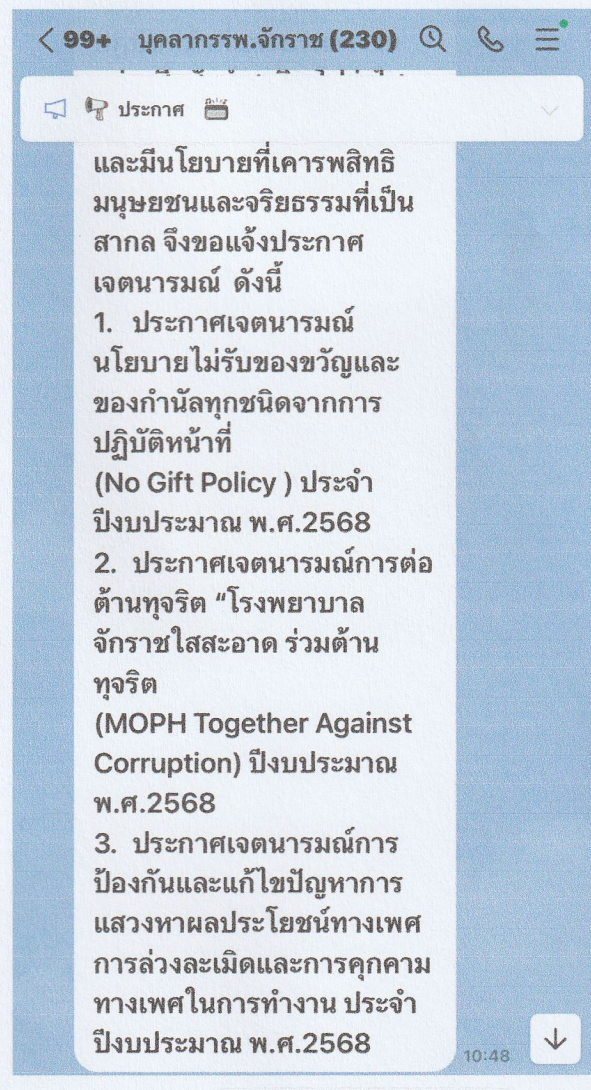 99+ บุคลากรรพ.จักราช (230)
ประกาศ
และมีนโยบายที่เคารพสิทธิ
มนุษยชนและจริยธรรมที่เป็น
สากล จึงขอแจ้งประกาศ
เจตนารมณ์ ดังนี้
1. ประกาศเจตนารมณ์
นโยบายไม่รับของขวัญและ
ของกำนัลทุกชนิดจากการ
ปฏิบัติหน้าที่
(No Gift Policy ) ประจำ
ปีงบประมาณ พ.ศ.2568
2. ประกาศเจตนารมณ์การต่อ
ต้านทุจริต “โรงพยาบาล
จักราชใสสะอาด ร่วมต้าน
ทุจริต
(MOPH Together Against
Corruption) ปีงบประมาณ
พ.ศ.2568
3. ประกาศเจตนารมณ์การ
ป้องกันและแก้ไขปัญหาการ
แสวงหาผลประโยชน์ทางเพศ
การล่วงละเมิดและการคุกคาม
ทางเพศในการทำงาน ประจำ
ปีงบประมาณ พ.ศ.2568
10:48